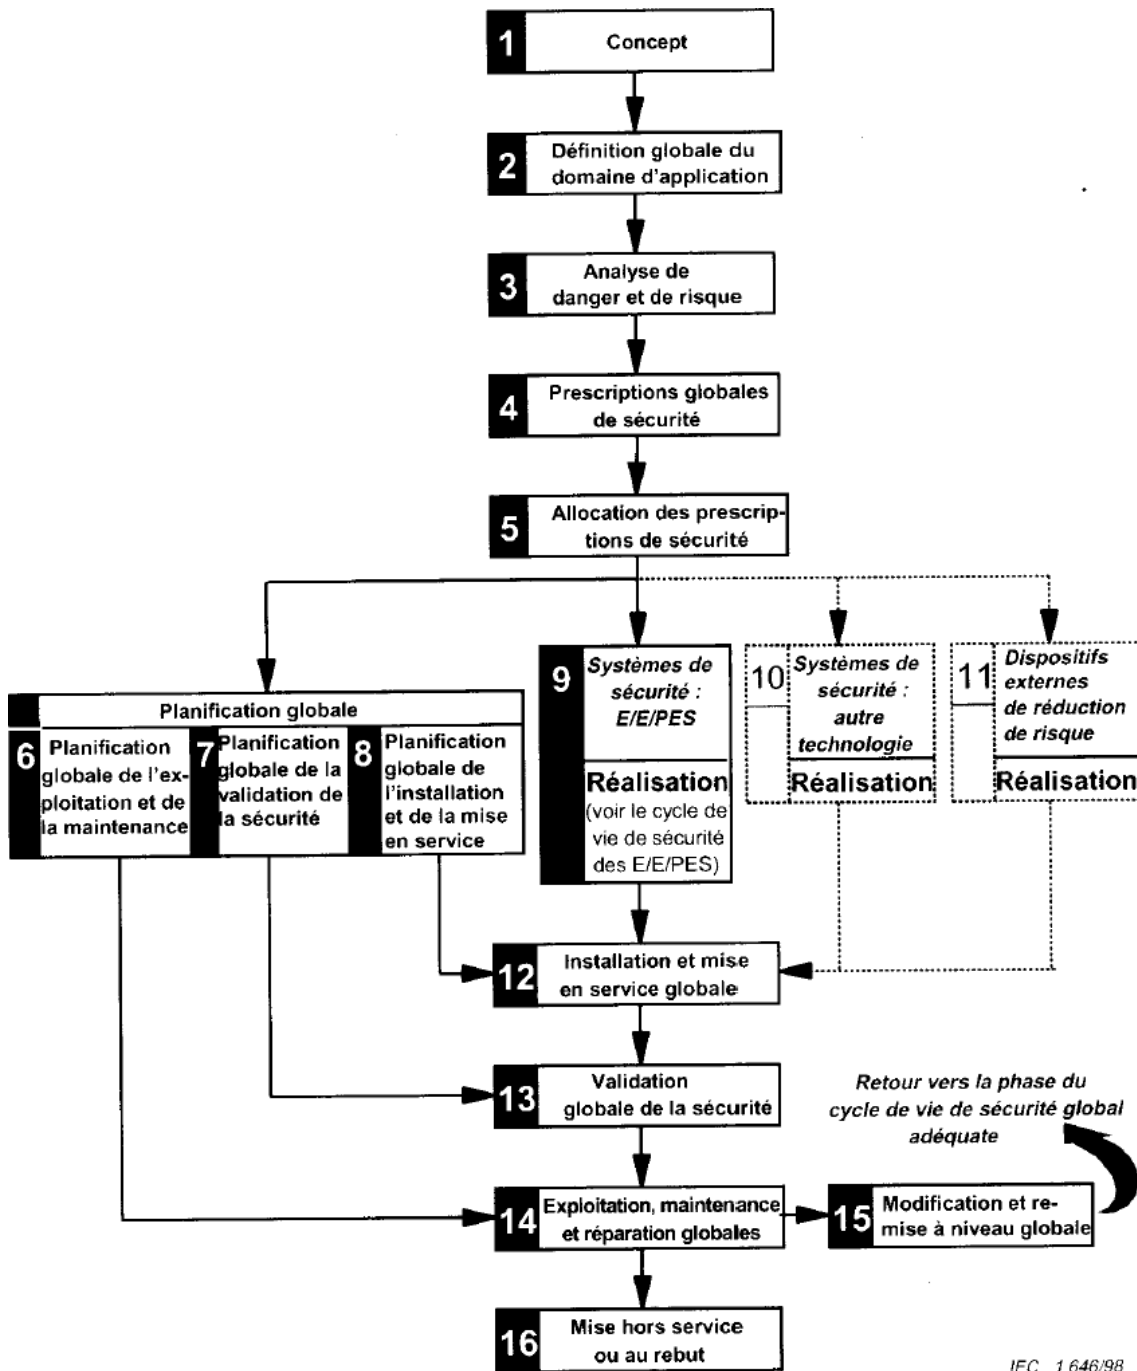 1
Concept
2
Définition globale du
domaine d'application
3
Analyse de
danger et de risque
4
Prescriptions globales
de sécurité
5
Allocation des prescrip-
tions de sécurité
Planification globale
6
Planification
globale de l'ex-
ploitation et de
la maintenance
7
Planification
globale de la
validation de
la sécurité
8
Planification
globale de
l'installation
et de la mise
en service
9
Systèmes de
sécurité :
E/E/PES
Réalisation
(voir le cycle de
vie de sécurité
des E/E/PES)
10
Systèmes de
sécurité :
autre
technologie
Réalisation
11
Dispositifs
externes
de réduction
de risque
Réalisation
12
Installation et mise
en service globale
13
Validation
globale de la sécurité
Retour vers la phase du
cycle de vie de sécurité global
adéquate
14
Exploitation, maintenance
et réparation globales
15
Modification et re-
mise à niveau globale
16
Mise hors service
ou au rebut
IEC 1 646/98